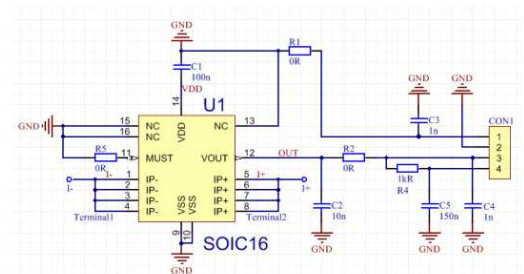 GND
R1
0R
C1
100n
VDD
GND
GND
14
U1
C3
1n
CON1
GND
15
16
NC
NC
VDD
NC
13
1
2
3
4
R5
0R
11
MUST
VOUT
12
OUT
R2
0R
1kR
R4
I-
I-
1
2
3
4
IP-
IP-
IP-
IP-
VSS
VSS
IP+
IP+
IP+
IP+
5
6
7
8
I+
I+
Terminal1
Terminal2
9
10
C2
10n
C5
150n
C4
1n
SOIC16
GND
GND
GND
GND